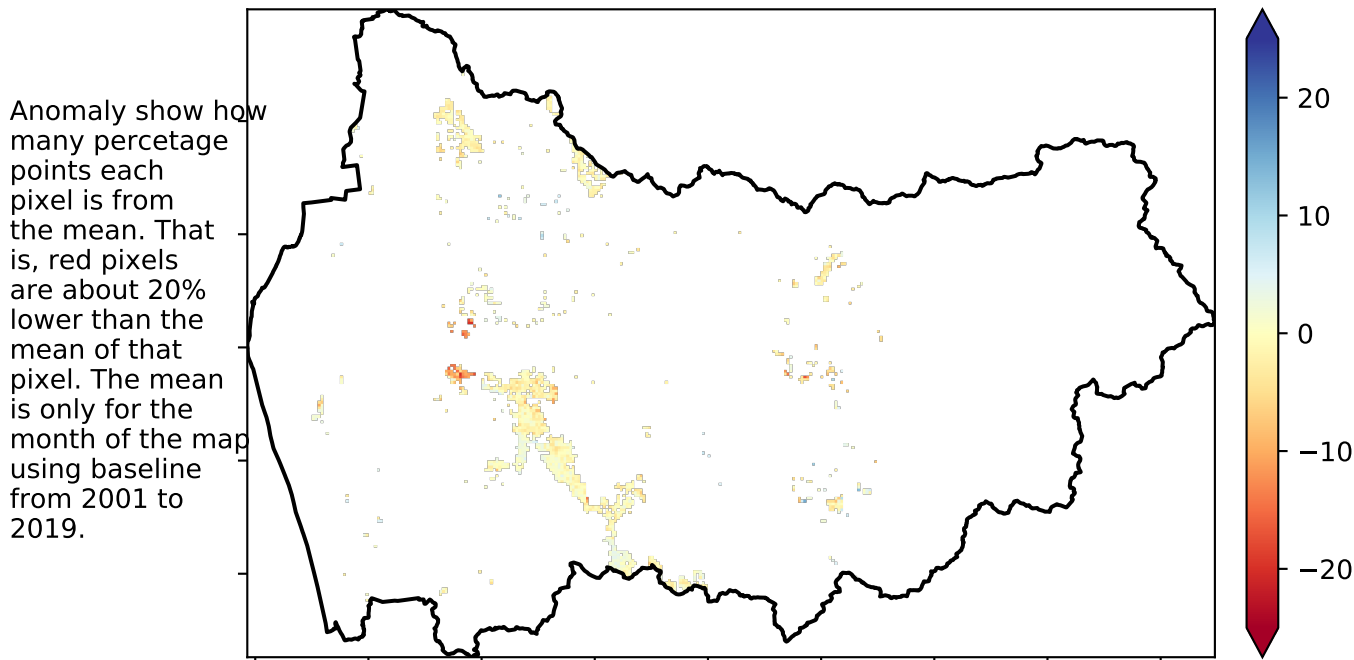 Anomaly show how
many percetage
points each
pixel is from
the mean. That
is, red pixels
are about 20%
lower than the
mean of that
pixel. The mean
is only for the
month of the map
using baseline
from 2001 to
2019.
20
10
0
−10
−20